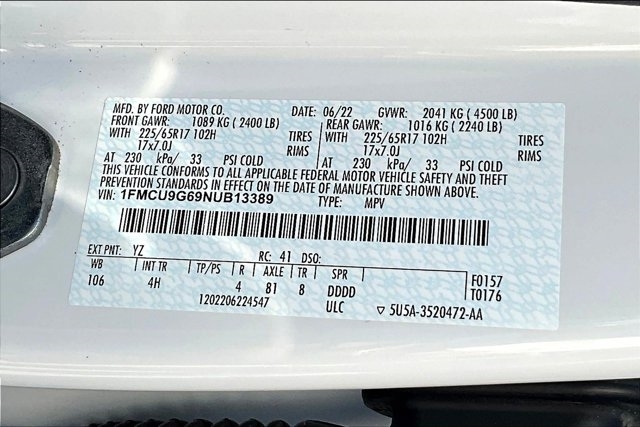 MFD. BY FORD MOTOR CO. DATE: 06/22 GVWR: 2041 KG ( 4500 LB)
FRONT GAWR: 1089 KG ( 2400 LB) REAR GAWR: 1016 KG ( 2240 LB)
WITH 225/65R17 102H TIRES WITH 225/65R17 102H TIRES
17x7.0J RIMS 17x7.0J RIMS
AT 230 kPa/ 33 PSI COLD AT 230 kPa/ 33 PSI COLD
THIS VEHICLE CONFORMS TO ALL APPLICABLE FEDERAL MOTOR VEHICLE SAFETY AND THEFT
PREVENTION STANDARDS IN EFFECT ON THE DATE OF MANUFACTURE SHOWN ABOVE.
VIN: 1FMCU9G69NUB13389 TYPE: MPV
EXT PNT: YZ RC: 41 DSO:
WB INT TR TP/PS R AXLE TR SPR F0157
106 4H 4 81 8 DDDD T0176
1202206224547 ULC ▽ 5U5A-3520472-AA